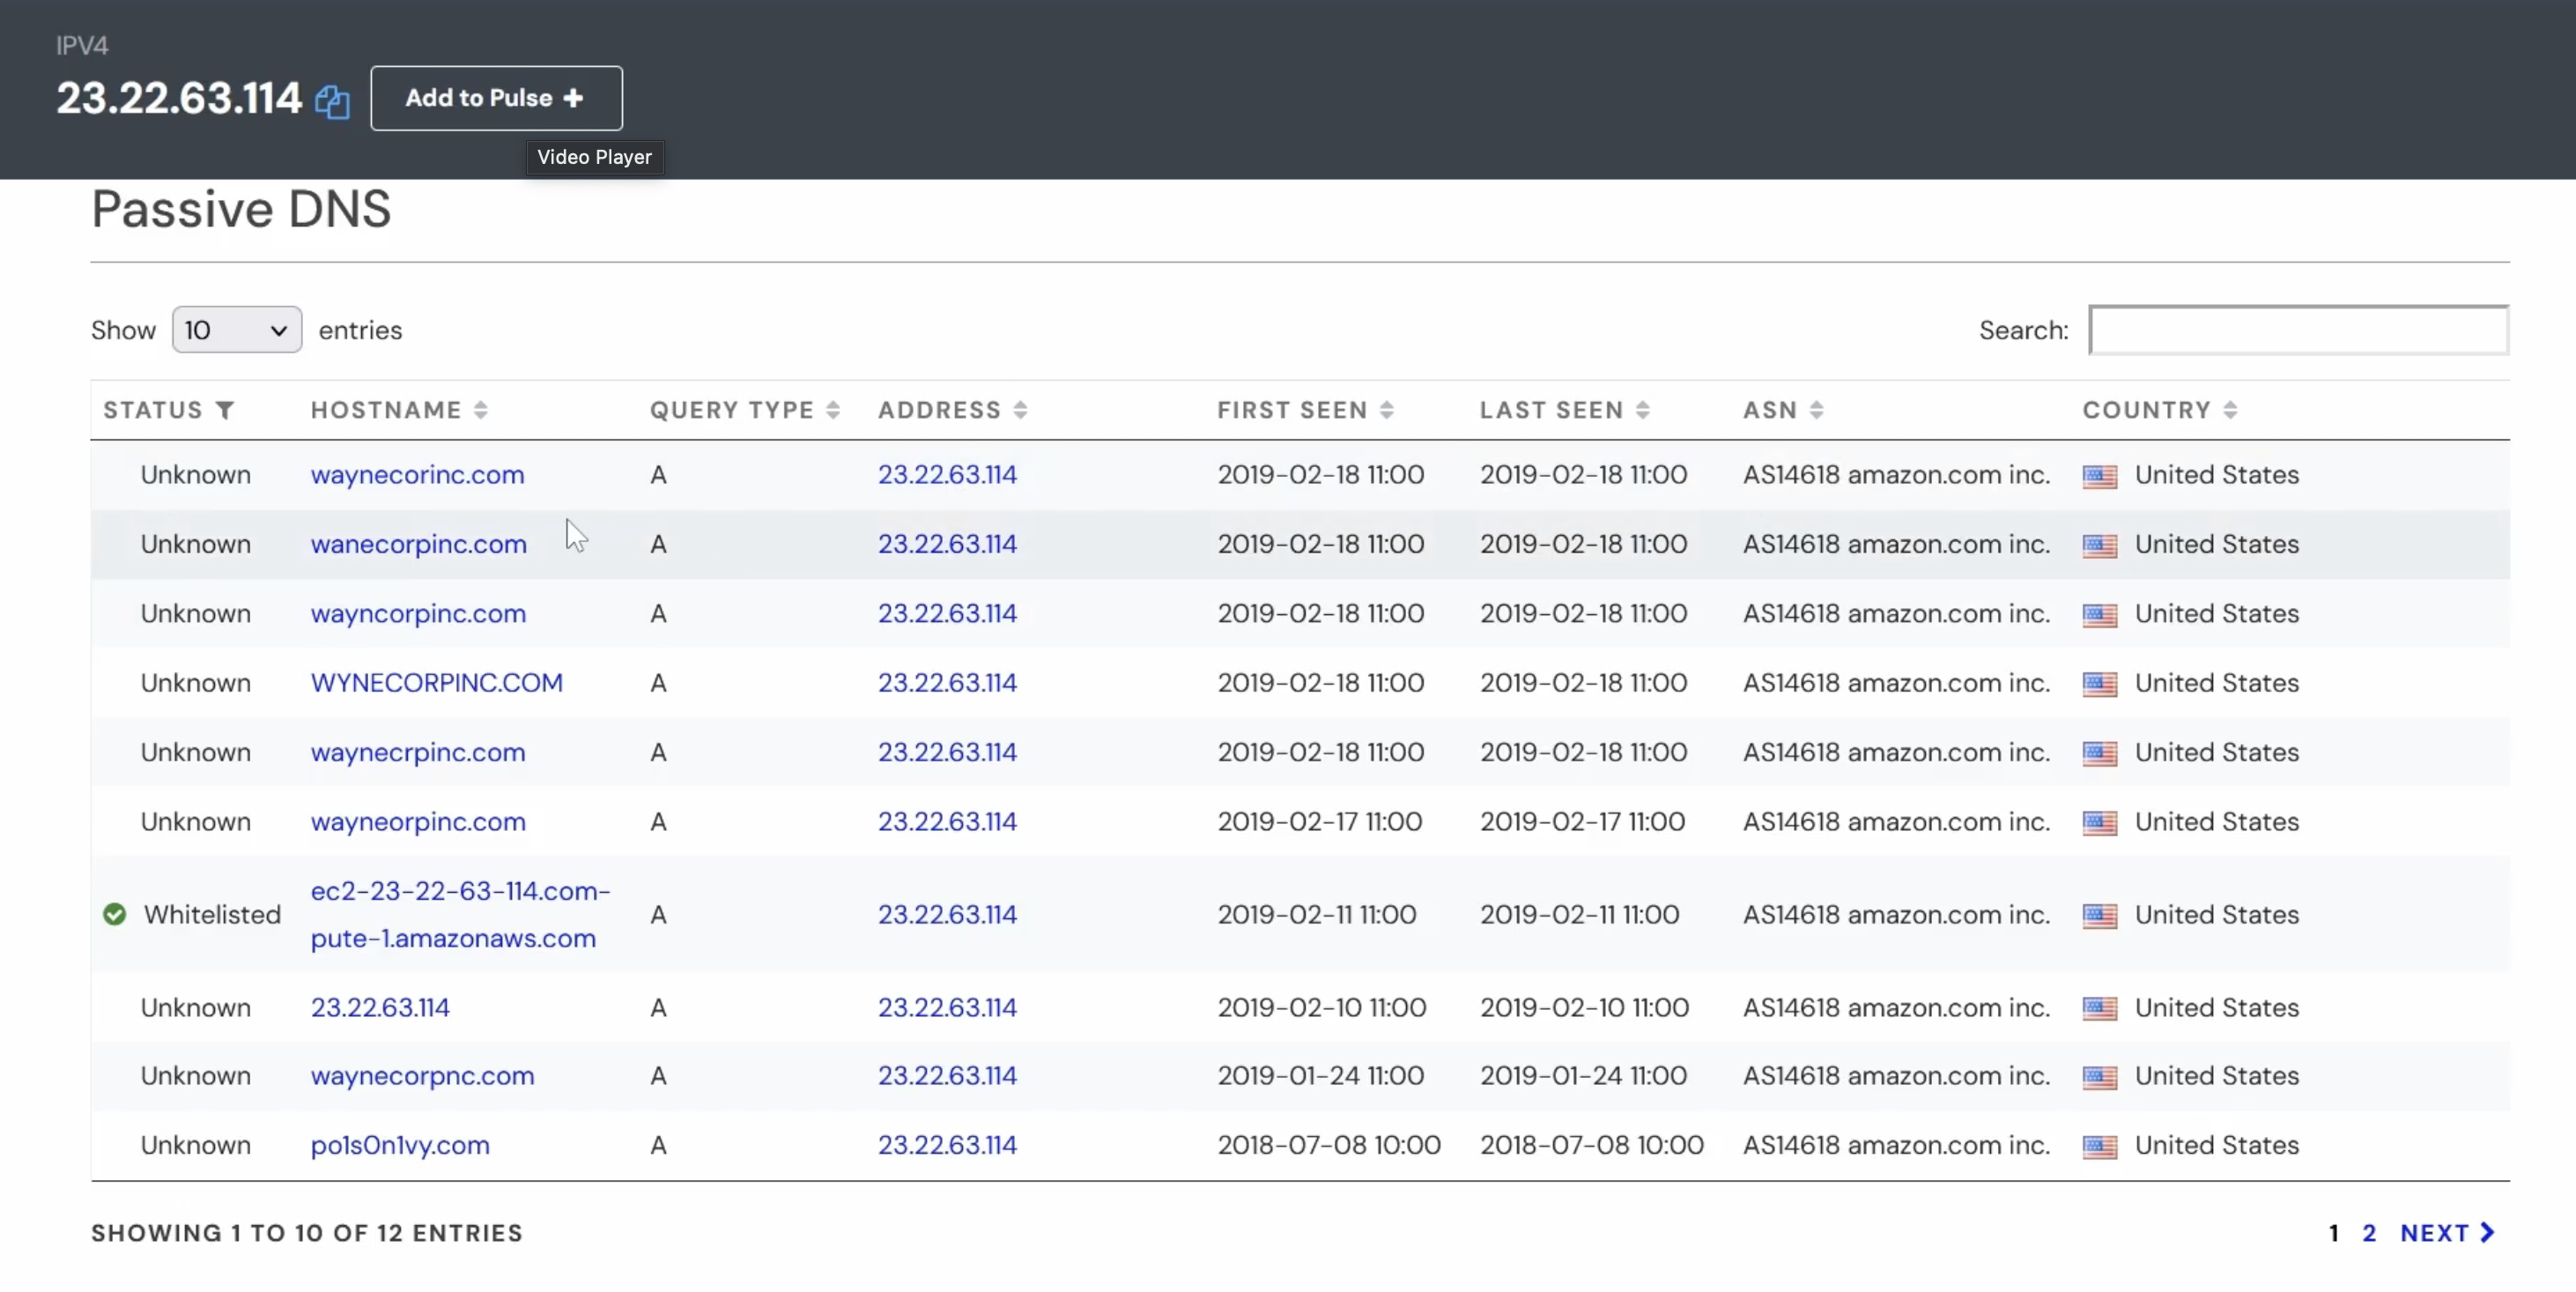 IPV4
23.22.63.114 Add to Pulse +
Video Player
Passive DNS
Show 10 entries Search:
STATUS HOSTNAME QUERY TYPE ADDRESS FIRST SEEN LAST SEEN ASN COUNTRY
Unknown waynecorinc.com A 23.22.63.114 2019-02-18 11:00 2019-02-18 11:00 AS14618 amazon.com inc. United States
Unknown wanecorpinc.com A 23.22.63.114 2019-02-18 11:00 2019-02-18 11:00 AS14618 amazon.com inc. United States
Unknown wayncorpinc.com A 23.22.63.114 2019-02-18 11:00 2019-02-18 11:00 AS14618 amazon.com inc. United States
Unknown WYNECORPINC.COM A 23.22.63.114 2019-02-18 11:00 2019-02-18 11:00 AS14618 amazon.com inc. United States
Unknown waynecrpinc.com A 23.22.63.114 2019-02-18 11:00 2019-02-18 11:00 AS14618 amazon.com inc. United States
Unknown wayneorpinc.com A 23.22.63.114 2019-02-17 11:00 2019-02-17 11:00 AS14618 amazon.com inc. United States
ec2-23-22-63-114.com-
Whitelisted A 23.22.63.114 2019-02-11 11:00 2019-02-11 11:00 AS14618 amazon.com inc. United States
pute-1.amazonaws.com
Unknown 23.22.63.114 A 23.22.63.114 2019-02-10 11:00 2019-02-10 11:00 AS14618 amazon.com inc. United States
Unknown waynecorpnc.com A 23.22.63.114 2019-01-24 11:00 2019-01-24 11:00 AS14618 amazon.com inc. United States
Unknown po1s0n1vy.com A 23.22.63.114 2018-07-08 10:00 2018-07-08 10:00 AS14618 amazon.com inc. United States
SHOWING 1 TO 10 OF 12 ENTRIES 1 2 NEXT